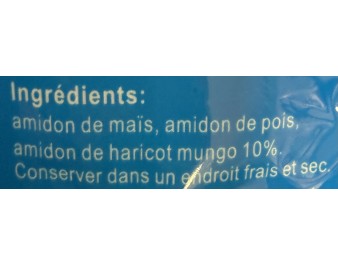 Ingrédients:
amidon de maïs, amidon de pois,
amidon de haricot mungo 10%.
Conserver dans un endroit frais et sec.